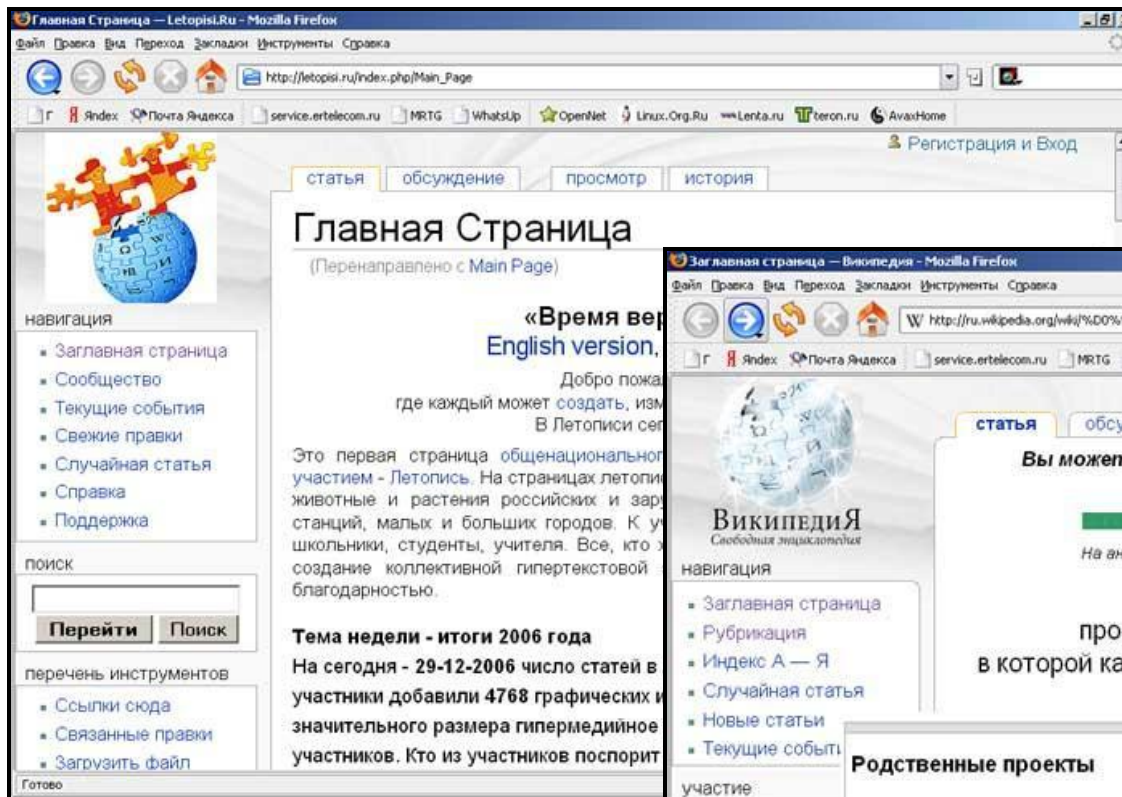 Главная Страница — Letopisi.Ru - Mozilla Firefox
Файл Правка Вид Переход Закладки Инструменты Справка
http://letopisi.ru/index.php/Main_Page
Г Яndex Почта Яндекса service.ertelecom.ru MRTG WhatsUp OpenNet Linux.Org.Ru Lenta.ru teron.ru AvaxHome
Регистрация и Вход
статья обсуждение просмотр история
Главная Страница
(Перенаправлено с Main Page)
«Время вер
English version,
Добро пожа
где каждый может создать, изм
В Летописи сег
Это первая страница общенациональног
участием - Летопись. На страницах летопи
животные и растения российских и зару
станций, малых и больших городов. К у
школьники, студенты, учителя. Все, кто х
создание коллективной гипертекстовой
благодарностью.
Тема недели - итоги 2006 года
На сегодня - 29-12-2006 число статей в
участники добавили 4768 графических и
значительного размера гипермедийное
участников. Кто из участников поспорит
навигация
Заглавная страница
Сообщество
Текущие события
Свежие правки
Случайная статья
Справка
Поддержка
поиск
Перейти Поиск
перечень инструментов
Ссылки сюда
Связанные правки
Загрузить файл
Готово
Заглавная страница — Википедия - Mozilla Firefox
Файл Правка Вид Переход Закладки Инструменты Справка
W http://ru.wikipedia.org/wiki/%D0%
Г Яndex Почта Яндекса service.ertelecom.ru MRTG
ВикипедиЯ
Свободная энциклопедия
статья обсу
Вы может
На ан
про
в которой ка
навигация
Заглавная страница
Рубрикация
Индекс А — Я
Случайная статья
Новые статьи
Текущие событи
участие
Родственные проекты